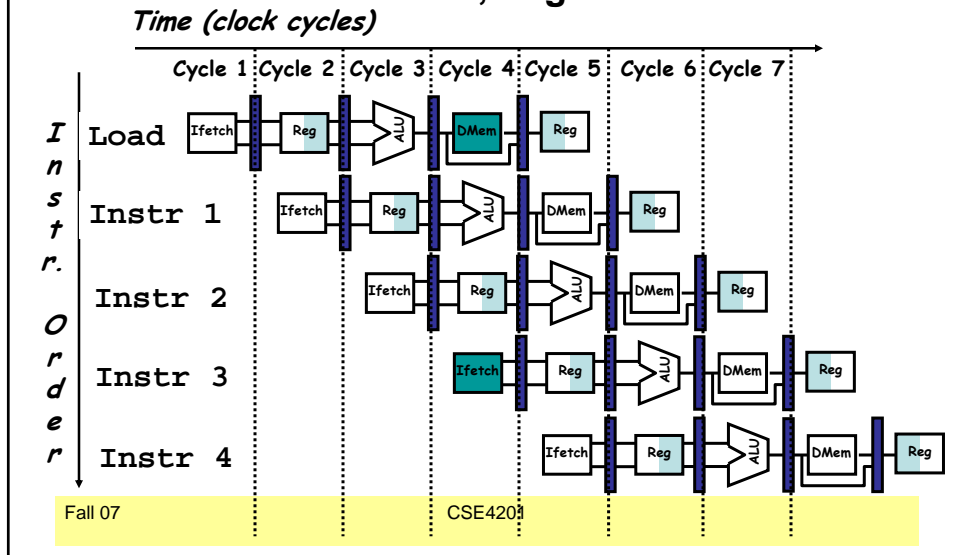 Time (clock cycles)
Cycle 1 Cycle 2 Cycle 3 Cycle 4 Cycle 5 Cycle 6 Cycle 7
Instr. Order
Load Ifetch Reg ALU DMem Reg
Instr 1 Ifetch Reg ALU DMem Reg
Instr 2 Ifetch Reg ALU DMem Reg
Instr 3 Ifetch Reg ALU DMem Reg
Instr 4 Ifetch Reg ALU DMem Reg
Fall 07 CSE4201